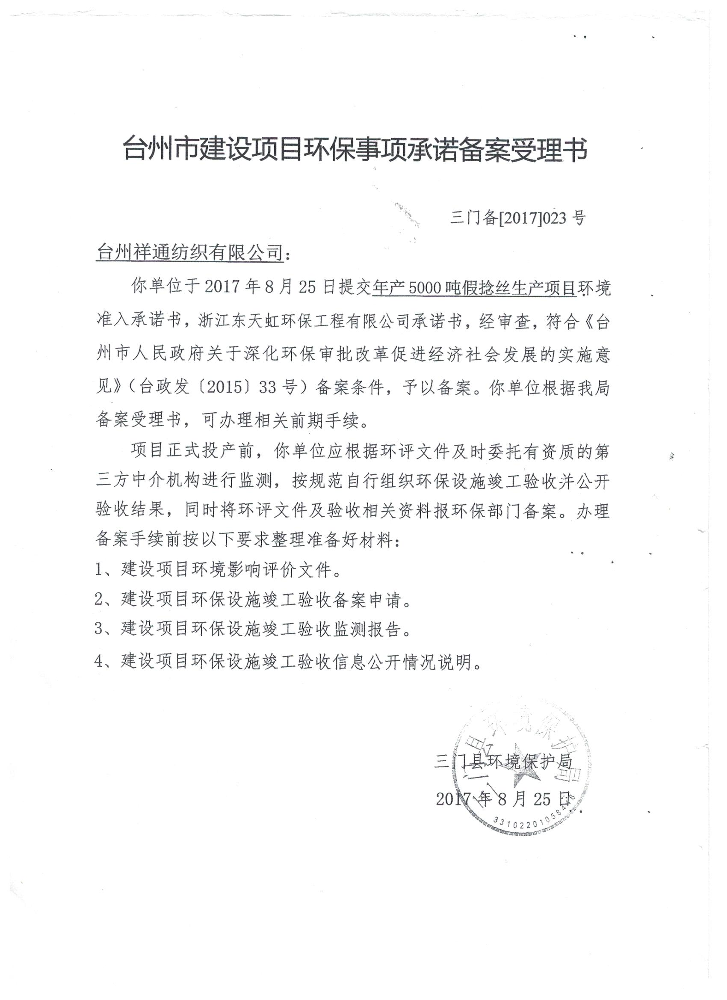 台州市建设项目环保事项承诺备案受理书
三门备[2017]023 号
台州祥通纺织有限公司：
你单位于 2017 年 8 月 25 日提交年产 5000 吨假捻丝生产项目环境
准入承诺书，浙江东天虹环保工程有限公司承诺书，经审查，符合《台
州市人民政府关于深化环保审批改革促进经济社会发展的实施意
见》（台政发〔2015〕33 号）备案条件，予以备案。你单位根据我局
备案受理书，可办理相关前期手续。
项目正式投产前，你单位应根据环评文件及时委托有资质的第
三方中介机构进行监测，按规范自行组织环保设施竣工验收并公开
验收结果，同时将环评文件及验收相关资料报环保部门备案。办理
备案手续前按以下要求整理准备好材料：
1、建设项目环境影响评价文件。
2、建设项目环保设施竣工验收备案申请。
3、建设项目环保设施竣工验收监测报告。
4、建设项目环保设施竣工验收信息公开情况说明。
三门县环境保护局
2017 年 8 月 25 日
三门县环境保护局